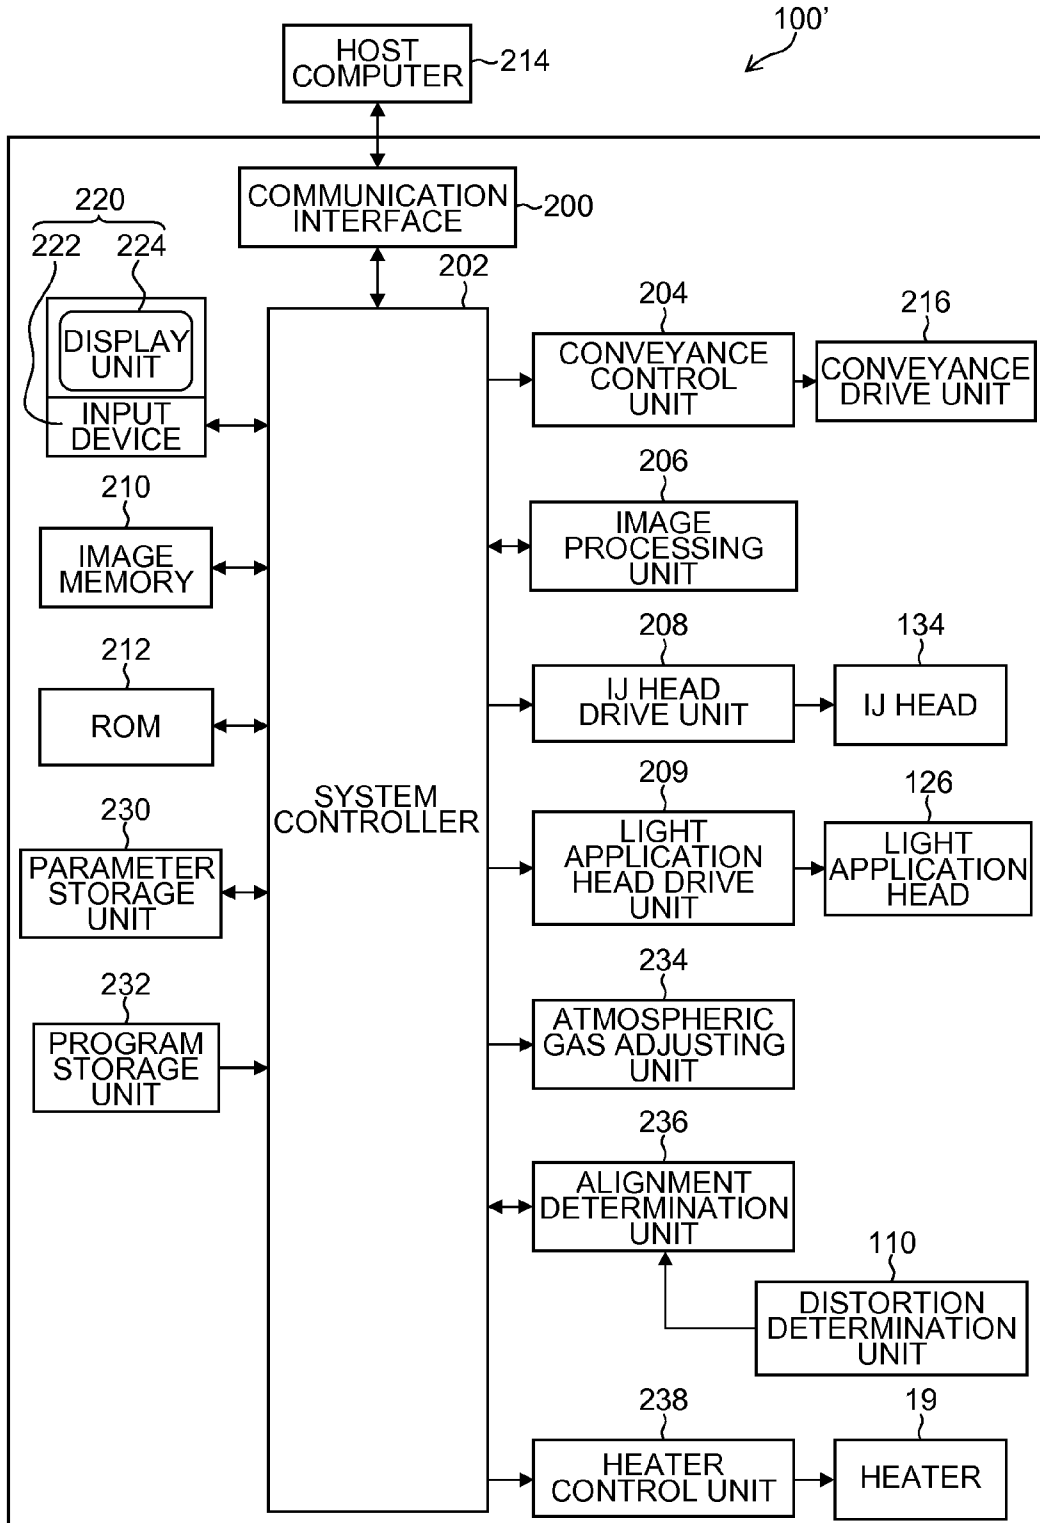 100’
HOST
COMPUTER
214
COMMUNICATION
INTERFACE
200
220
222
224
202
DISPLAY
UNIT
INPUT
DEVICE
204
CONVEYANCE
CONTROL
UNIT
216
CONVEYANCE
DRIVE UNIT
210
IMAGE
MEMORY
206
IMAGE
PROCESSING
UNIT
212
ROM
208
IJ HEAD
DRIVE UNIT
134
IJ HEAD
SYSTEM
CONTROLLER
230
PARAMETER
STORAGE
UNIT
209
LIGHT
APPLICATION
HEAD DRIVE
UNIT
126
LIGHT
APPLICATION
HEAD
232
PROGRAM
STORAGE
UNIT
234
ATMOSPHERIC
GAS ADJUSTING
UNIT
236
ALIGNMENT
DETERMINATION
UNIT
110
DISTORTION
DETERMINATION
UNIT
238
HEATER
CONTROL UNIT
19
HEATER